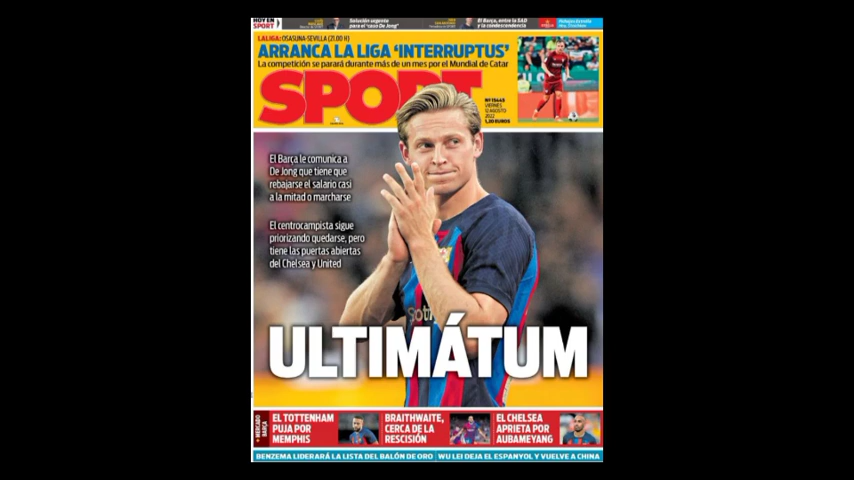 HOY EN
SPORT
Solución urgente
para el "caso De Jong"
El Barça, entre la DAD
y la condescendencia
LALIGA: OSASUNA-SEVILLA (21.00 H)
ARRANCA LA LIGA 'INTERRUPTUS'
La competición se parará durante más de un mes por el Mundial de Catar
SPORT
Nº 15445
VIERNES
12 AGOSTO
2022
1,20 EUROS
El Barça le comunica a
De Jong que tiene que
rebajarse el salario casi
a la mitad o marcharse
El centrocampista sigue
priorizando quedarse, pero
tiene las puertas abiertas
del Chelsea y United
ULTIMÁTUM
+ MERCADO
BARÇA
EL TOTTENHAM
PUJA POR
MEMPHIS
BRAITHWAITE,
CERCA DE LA
RESCISIÓN
EL CHELSEA
APRIETA POR
AUBAMEYANG
BENZEMA LIDERARÁ LA LISTA DEL BALÓN DE ORO
WU LEI DEJA EL ESPANYOL Y VUELVE A CHINA